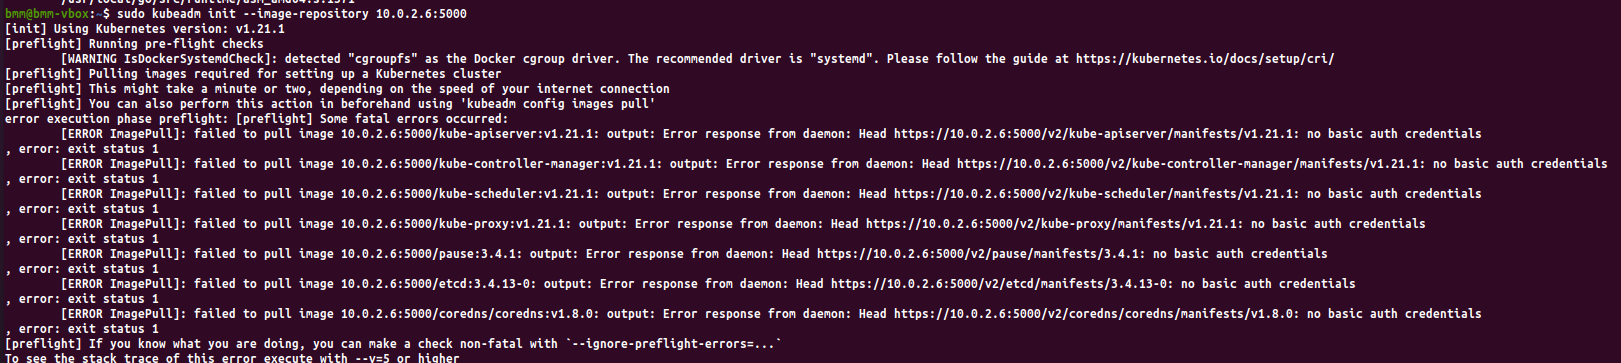 bmm@bmm-vbox:~$ sudo kubeadm init --image-repository 10.0.2.6:5000
[init] Using Kubernetes version: v1.21.1
[preflight] Running pre-flight checks
[WARNING IsDockerSystemdCheck]: detected "cgroupfs" as the Docker cgroup driver. The recommended driver is "systemd". Please follow the guide at https://kubernetes.io/docs/setup/cri/
[preflight] Pulling images required for setting up a Kubernetes cluster
[preflight] This might take a minute or two, depending on the speed of your internet connection
[preflight] You can also perform this action in beforehand using 'kubeadm config images pull'
error execution phase preflight: [preflight] Some fatal errors occurred:
[ERROR ImagePull]: failed to pull image 10.0.2.6:5000/kube-apiserver:v1.21.1: output: Error response from daemon: Head https://10.0.2.6:5000/v2/kube-apiserver/manifests/v1.21.1: no basic auth credentials
, error: exit status 1
[ERROR ImagePull]: failed to pull image 10.0.2.6:5000/kube-controller-manager:v1.21.1: output: Error response from daemon: Head https://10.0.2.6:5000/v2/kube-controller-manager/manifests/v1.21.1: no basic auth credentials
, error: exit status 1
[ERROR ImagePull]: failed to pull image 10.0.2.6:5000/kube-scheduler:v1.21.1: output: Error response from daemon: Head https://10.0.2.6:5000/v2/kube-scheduler/manifests/v1.21.1: no basic auth credentials
, error: exit status 1
[ERROR ImagePull]: failed to pull image 10.0.2.6:5000/kube-proxy:v1.21.1: output: Error response from daemon: Head https://10.0.2.6:5000/v2/kube-proxy/manifests/v1.21.1: no basic auth credentials
, error: exit status 1
[ERROR ImagePull]: failed to pull image 10.0.2.6:5000/pause:3.4.1: output: Error response from daemon: Head https://10.0.2.6:5000/v2/pause/manifests/3.4.1: no basic auth credentials
, error: exit status 1
[ERROR ImagePull]: failed to pull image 10.0.2.6:5000/etcd:3.4.13-0: output: Error response from daemon: Head https://10.0.2.6:5000/v2/etcd/manifests/3.4.13-0: no basic auth credentials
, error: exit status 1
[ERROR ImagePull]: failed to pull image 10.0.2.6:5000/coredns/coredns:v1.8.0: output: Error response from daemon: Head https://10.0.2.6:5000/v2/coredns/coredns/manifests/v1.8.0: no basic auth credentials
, error: exit status 1
[preflight] If you know what you are doing, you can make a check non-fatal with `--ignore-preflight-errors=...`
To see the stack trace of this error execute with --v=5 or higher